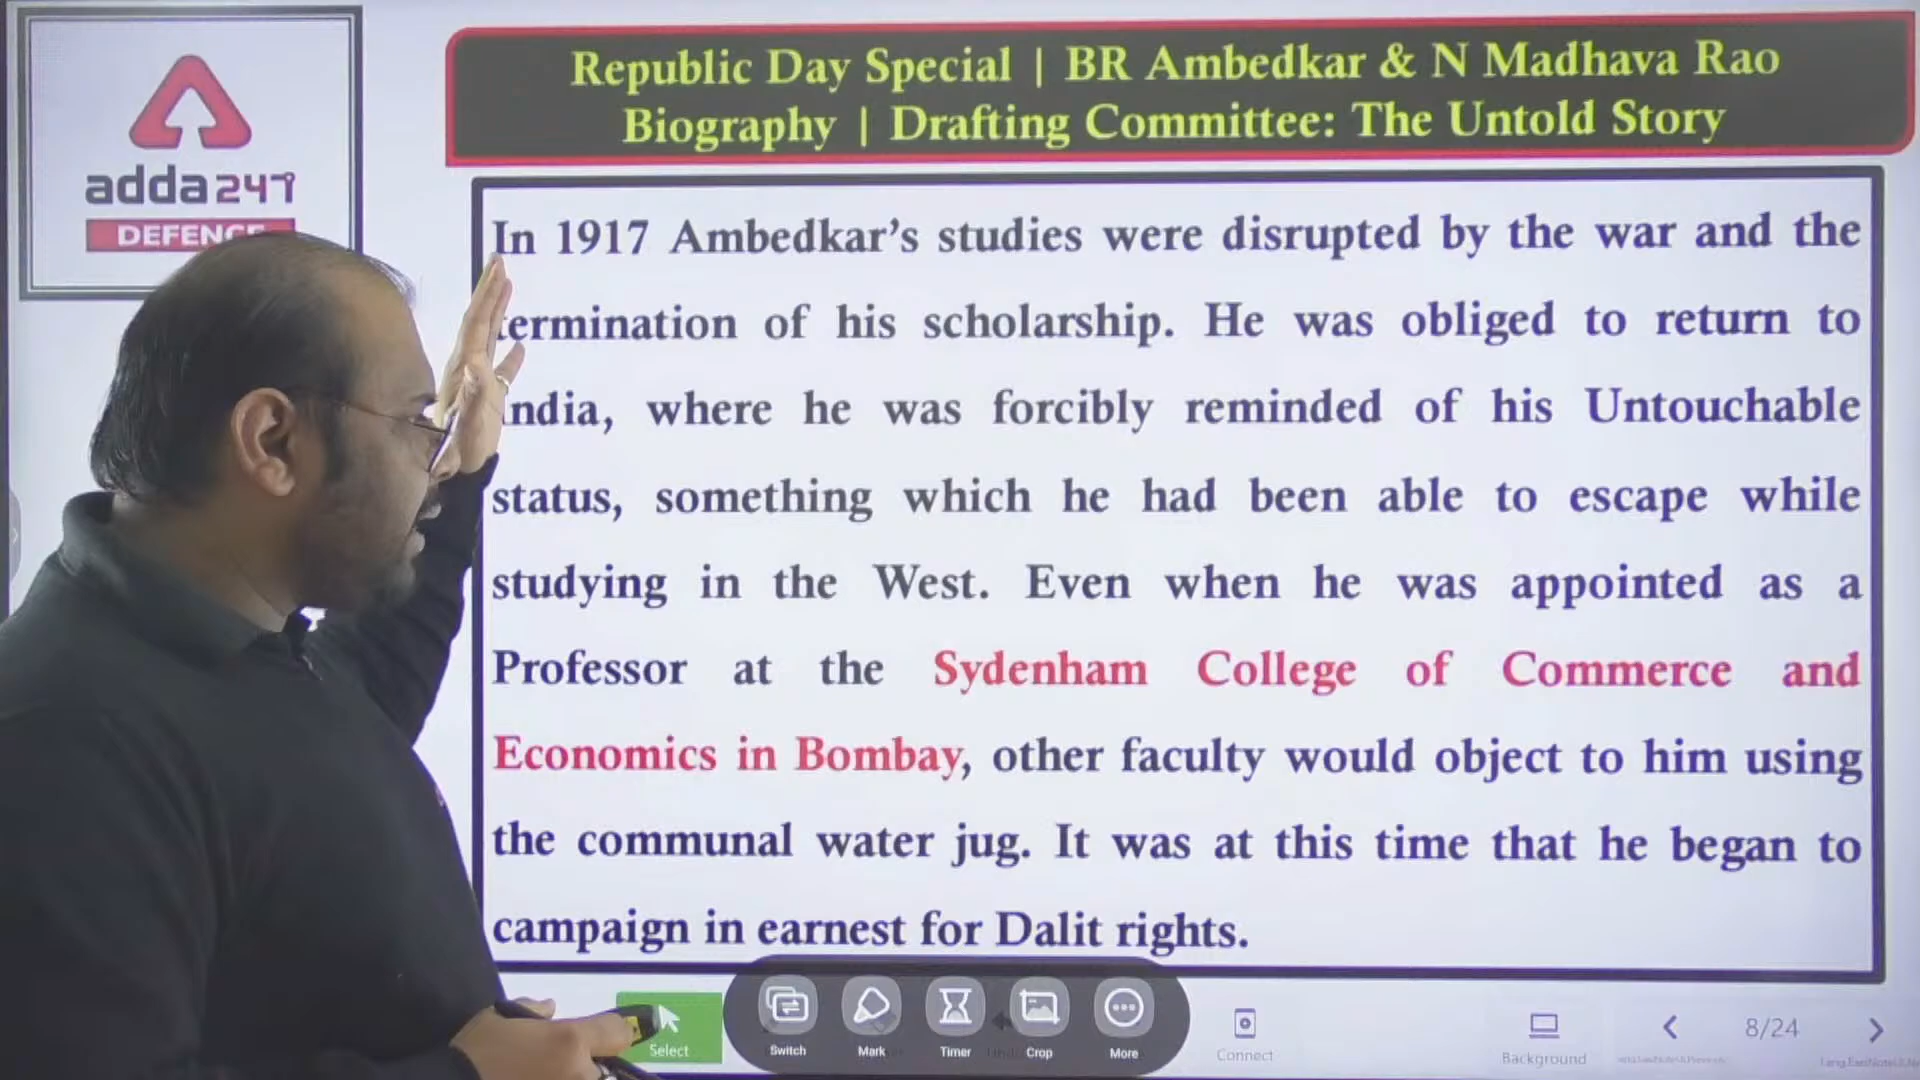 adda247
DEFENCE
Republic Day Special | BR Ambedkar & N Madhava Rao
Biography | Drafting Committee: The Untold Story
In 1917 Ambedkar's studies were disrupted by the war and the
termination of his scholarship. He was obliged to return to
India, where he was forcibly reminded of his Untouchable
status, something which he had been able to escape while
studying in the West. Even when he was appointed as a
Professor at the Sydenham College of Commerce and
Economics in Bombay, other faculty would object to him using
the communal water jug. It was at this time that he began to
campaign in earnest for Dalit rights.
Select
Switch
Mark
Timer
Crop
More
Connect
Background
8/24